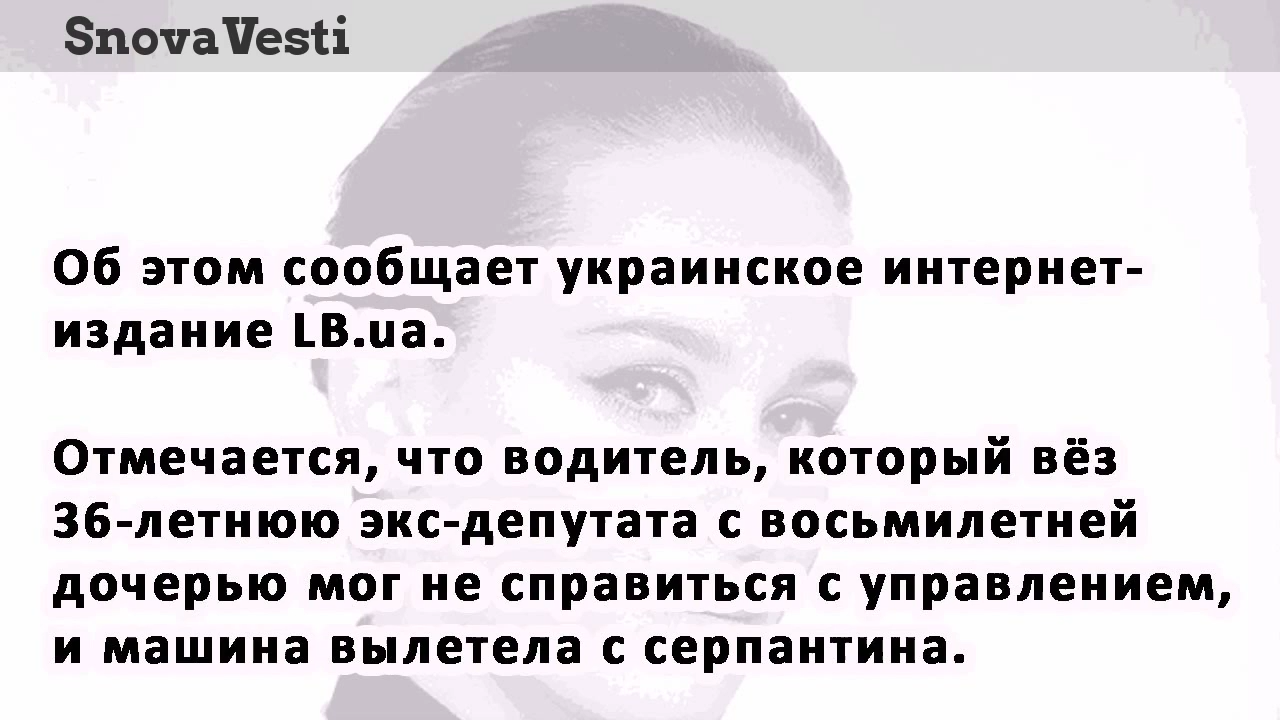 SnovaVesti
Об этом сообщает украинское интернет-
издание LB.ua.
Отмечается, что водитель, который вёз
36-летнюю экс-депутата с восьмилетней
дочерью мог не справиться с управлением,
и машина вылетела с серпантина.